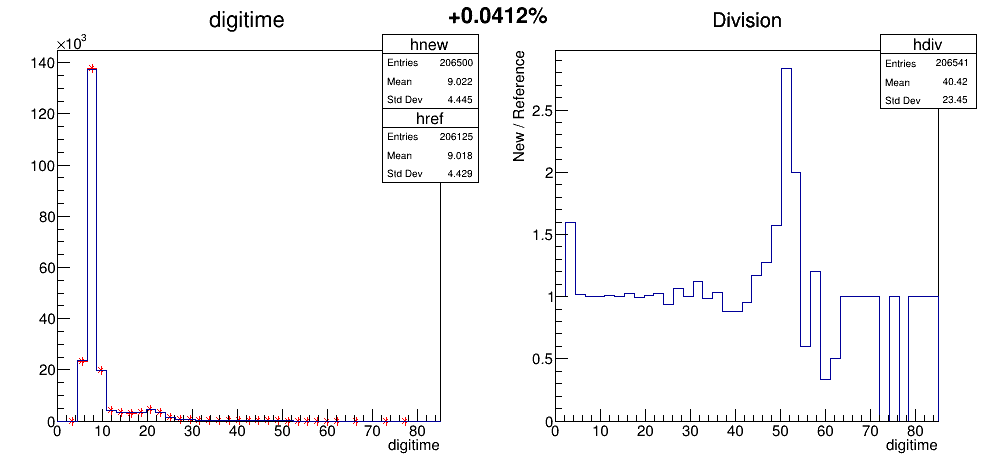 +0.0412%
digitime
×10³
140
120
100
80
60
40
20
0
0 10 20 30 40 50 60 70 80
digitime
hnew
Entries 206500
Mean 9.022
Std Dev 4.445
href
Entries 206125
Mean 9.018
Std Dev 4.429
Division
New / Reference
2.5
2
1.5
1
0.5
0
0 10 20 30 40 50 60 70 80
digitime
hdiv
Entries 206541
Mean 40.42
Std Dev 23.45